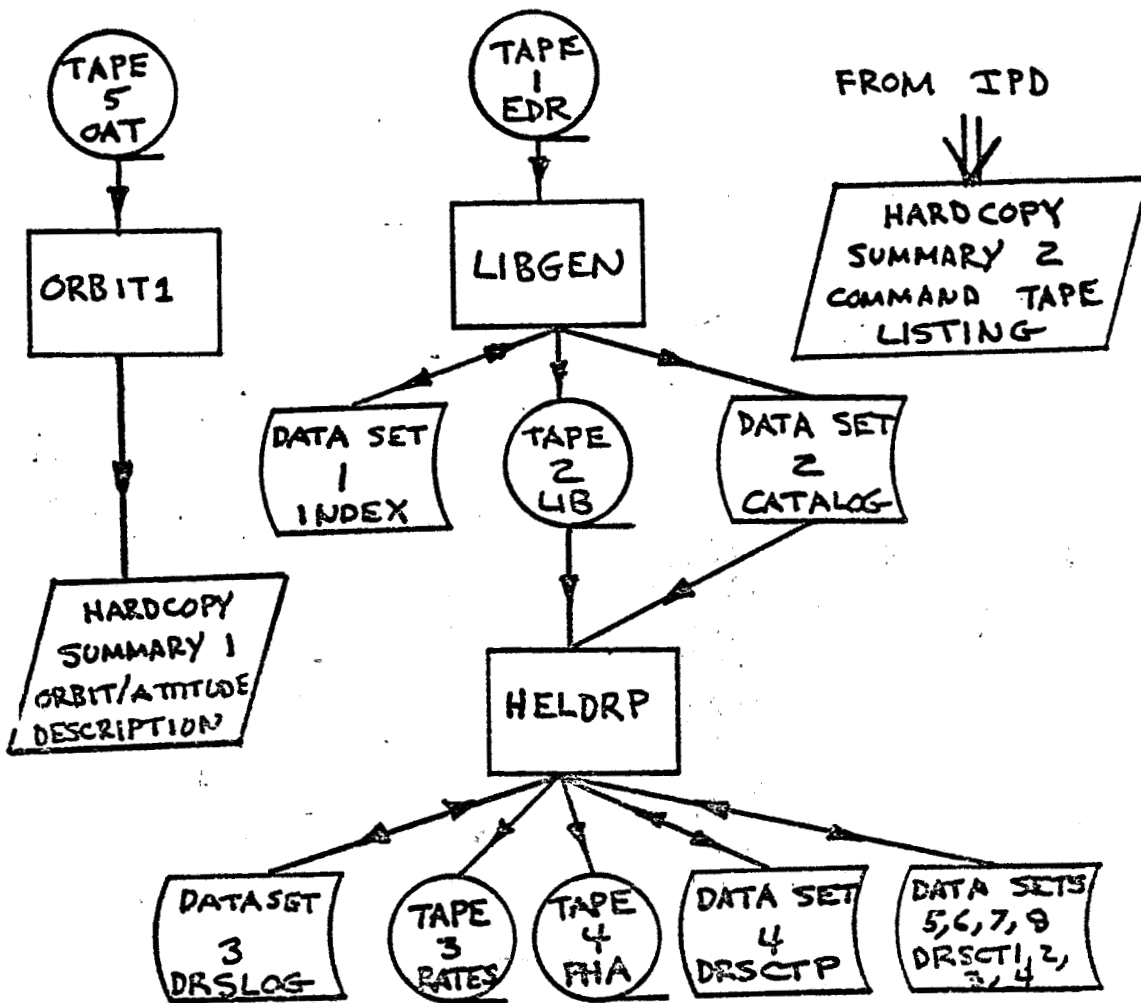 TAPE
5
OAT
TAPE
1
EDR
FROM IPD
ORBIT1
LIBGEN
HARDCOPY
SUMMARY 2
COMMAND TAPE
LISTING
DATA SET
1
INDEX
TAPE
2
LIB
DATA SET
2
CATALOG
HARDCOPY
SUMMARY 1
ORBIT/ATTITUDE
DESCRIPTION
HELDRP
DATA SET
3
DRSLOG
TAPE
3
RATES
TAPE
4
PHA
DATA SET
4
DRSCTP
DATA SETS
5,6,7,8
DRSCT1,2,
3,4